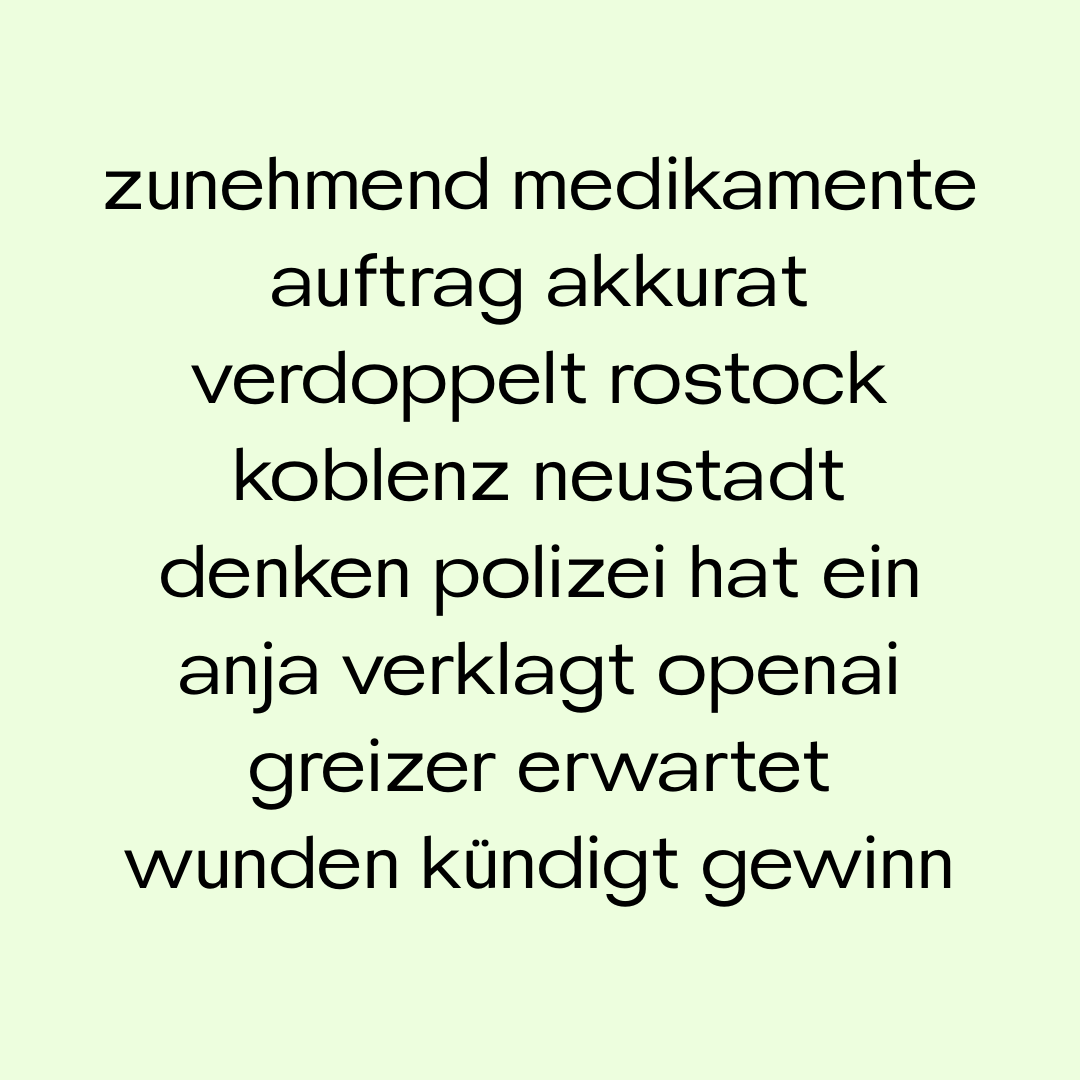 zunehmend medikamente
auftrag akkurat
verdoppelt rostock
koblenz neustadt
denken polizei hat ein
anja verklagt openai
greizer erwartet
wunden kündigt gewinn